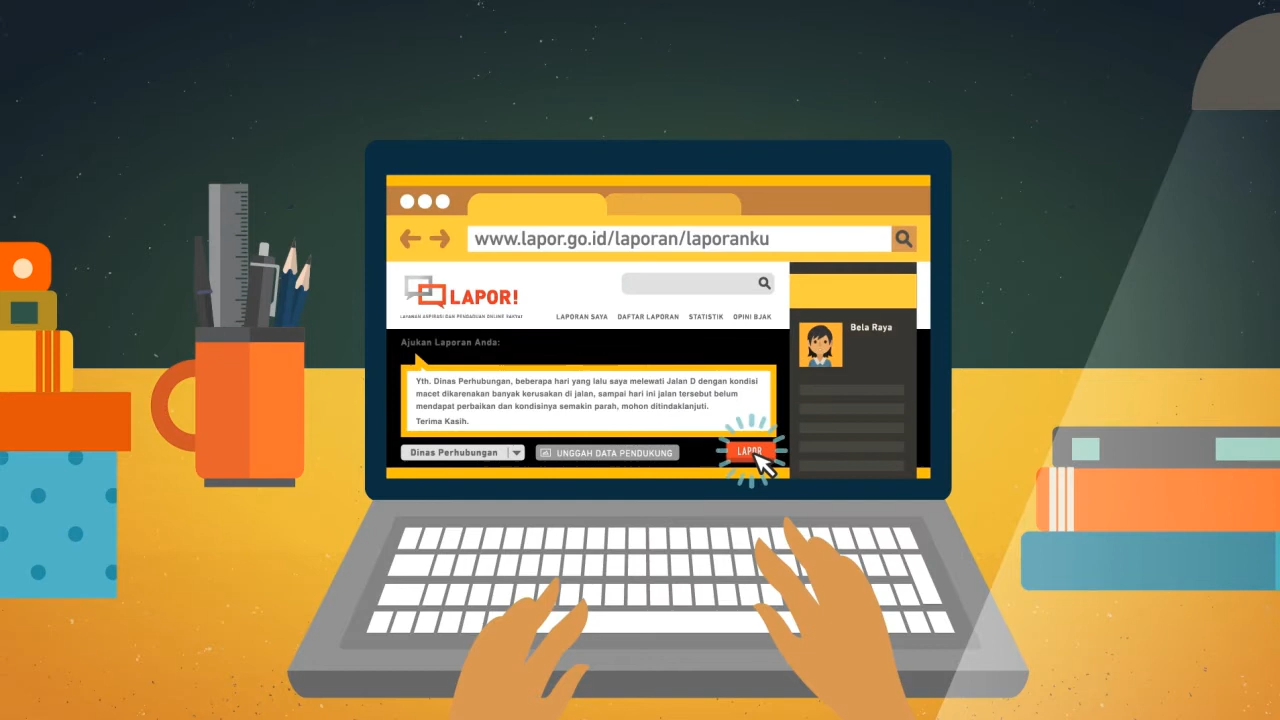 www.lapor.go.id/laporan/laporanku
LAPOR!
LAYANAN ASPIRASI DAN PENGADUAN ONLINE RAKYAT
LAPORAN SAYA DAFTAR LAPORAN STATISTIK OPINI BJAK
Bela Raya
Ajukan Laporan Anda:
Yth. Dinas Perhubungan, beberapa hari yang lalu saya melewati Jalan D dengan kondisi
macet dikarenakan banyak kerusakan di jalan, sampai hari ini jalan tersebut belum
mendapat perbaikan dan kondisinya semakin parah, mohon ditindaklanjuti.
Terima Kasih.
Dinas Perhubungan
UNGGAH DATA PENDUKUNG
LAPOR